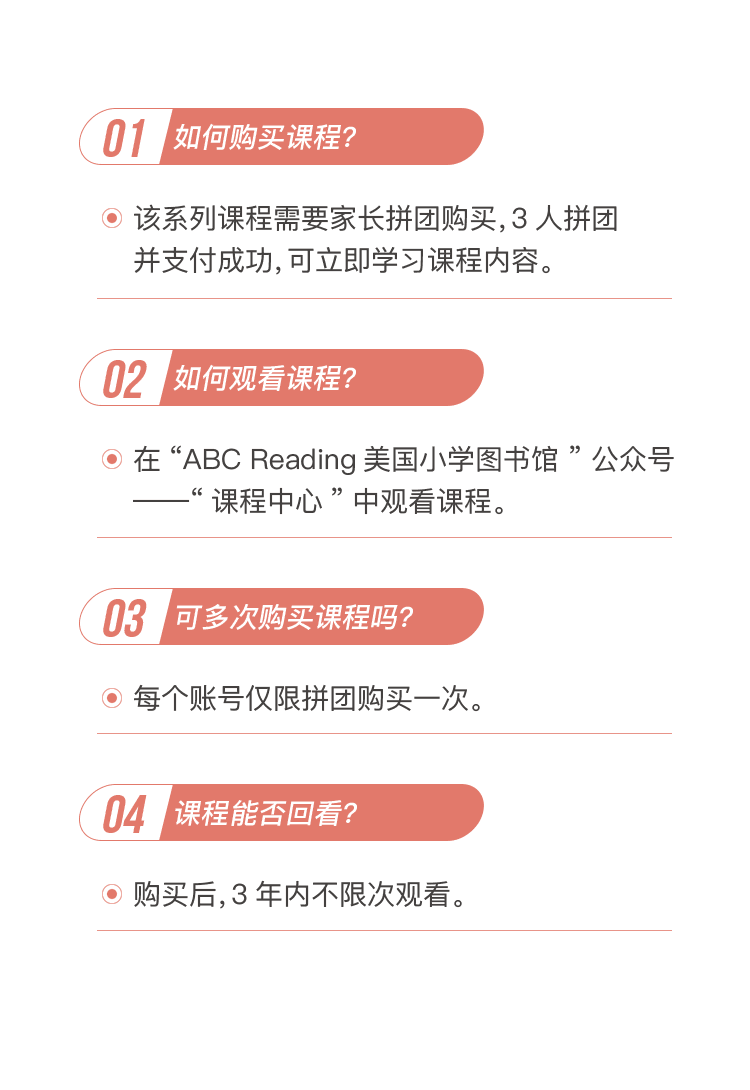 01 如何购买课程?
该系列课程需要家长拼团购买,3 人拼团
并支付成功,可立即学习课程内容。
02 如何观看课程?
在 “ABC Reading 美国小学图书馆 ” 公众号
——“ 课程中心 ” 中观看课程。
03 可多次购买课程吗?
每个账号仅限拼团购买一次。
04 课程能否回看?
购买后,3 年内不限次观看。